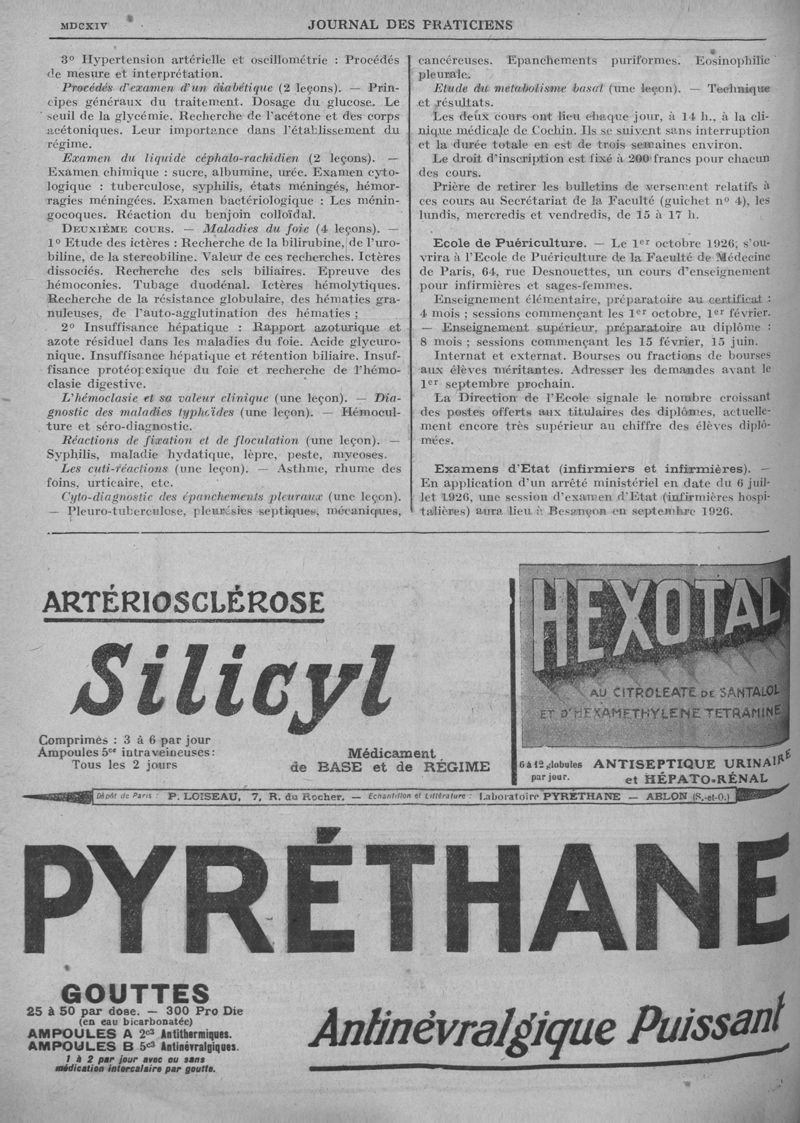 MDCXIV
JOURNAL DES PRATICIENS
3º Hypertension artérielle et oscillométrie : Procédés
de mesure et interprétation.
Procédés d'examen d'un diabétique (2 leçons). — Prin-
cipes généraux du traitement. Dosage du glucose. Le
seuil de la glycémie. Recherche de l'acétone et des corps
acétoniques. Leur importance dans l'établissement du
régime.
Examen du liquide céphalo-rachidien (2 leçons). —
Examen chimique : sucre, albumine, urée. Examen cyto-
logique : tuberculose, syphilis, états méningés, hémor-
ragies méningées. Examen bactériologique : Les ménin-
gocoques. Réaction du benjoin colloïdal.
DEUXIÈME COURS. — Maladies du foie (4 leçons). —
1º Etude des ictères : Recherche de la bilirubine, de l'uro-
biline, de la stereobiline. Valeur de ces recherches. Ictères
dissociés. Recherche des sels biliaires. Epreuve des
hémoconies. Tubage duodénal. Ictères hémolytiques.
Recherche de la résistance globulaire, des hématies gra-
nuleuses, de l'auto-agglutination des hématies ;
2º Insuffisance hépatique : Rapport azoturique et
azote résiduel dans les maladies du foie. Acide glycuro-
nique. Insuffisance hépatique et rétention biliaire. Insuf-
fisance protéopexique du foie et recherche de l'hémo-
clasie digestive.
L'hémoclasie et sa valeur clinique (une leçon). — Dia-
gnostic des maladies typhoïdes (une leçon). — Hémocul-
ture et séro-diagnostic.
Réactions de fixation et de floculation (une leçon). —
Syphilis, maladie hydatique, lèpre, peste, mycoses.
Les cuti-réactions (une leçon). — Asthme, rhume des
foins, urticaire, etc.
Cyto-diagnostic des épanchements pleuraux (une leçon).
— Pleuro-tuberculose, pleurésies septiques, mécaniques,
cancéreuses. Epanchements puriformes. Eosinophilie
pleurale.
Etude du metabolisme basal (une leçon). — Technique
et résultats.
Les deux cours ont lieu chaque jour, à 14 h., à la cli-
nique médicale de Cochin. Ils se suivent sans interruption
et la durée totale en est de trois semaines environ.
Le droit d'inscription est fixé à 200 francs pour chacun
des cours.
Prière de retirer les bulletins de versement relatifs à
ces cours au Secrétariat de la Faculté (guichet nº 4), les
lundis, mercredis et vendredis, de 15 à 17 h.
Ecole de Puériculture. — Le 1er octobre 1926, s'ou-
vrira à l'Ecole de Puériculture de la Faculté de Médecine
de Paris, 64, rue Desnouettes, un cours d'enseignement
pour infirmières et sages-femmes.
Enseignement élémentaire, préparatoire au certificat :
4 mois ; sessions commençant les 1er octobre, 1er février.
— Enseignement supérieur, préparatoire au diplôme :
8 mois ; sessions commençant les 15 février, 15 juin.
Internat et externat. Bourses ou fractions de bourses
aux élèves méritantes. Adresser les demandes avant le
1er septembre prochain.
La Direction de l'Ecole signale le nombre croissant
des postes offerts aux titulaires des diplômes, actuelle-
ment encore très supérieur au chiffre des élèves diplô-
mées.
Examens d'Etat (infirmiers et infirmières). —
En application d'un arrêté ministériel en date du 6 juil-
let 1926, une session d'examen d'Etat (infirmières hospi-
talières) aura lieu à Besançon en septembre 1926.
ARTÉRIOSCLÉROSE
Silicyl
Comprimés : 3 à 6 par jour
Ampoules 5cc intraveineuses :
Tous les 2 jours
Médicament
de BASE et de RÉGIME
HEXOTAL
AU CITROLEATE DE SANTALOL
ET D'HEXAMETHYLENE TETRAMINE
6 à 12 globules
par jour.
ANTISEPTIQUE URINAIRE
et HÉPATO-RÉNAL
Dépôt de Paris : P. LOISEAU, 7, R. du Rocher. — Echantillon et Littérature : Laboratoire PYRÉTHANE — ABLON (S.-et-O.)
PYRÉTHANE
GOUTTES
25 à 50 par dose. — 300 Pro Die
(en eau bicarbonatée)
AMPOULES A 2c3 Antithermiques.
AMPOULES B 5c3 Antinévralgiques.
1 à 2 par jour avec ou sans
médication intercalaire par goutte.
Antinévralgique Puissant